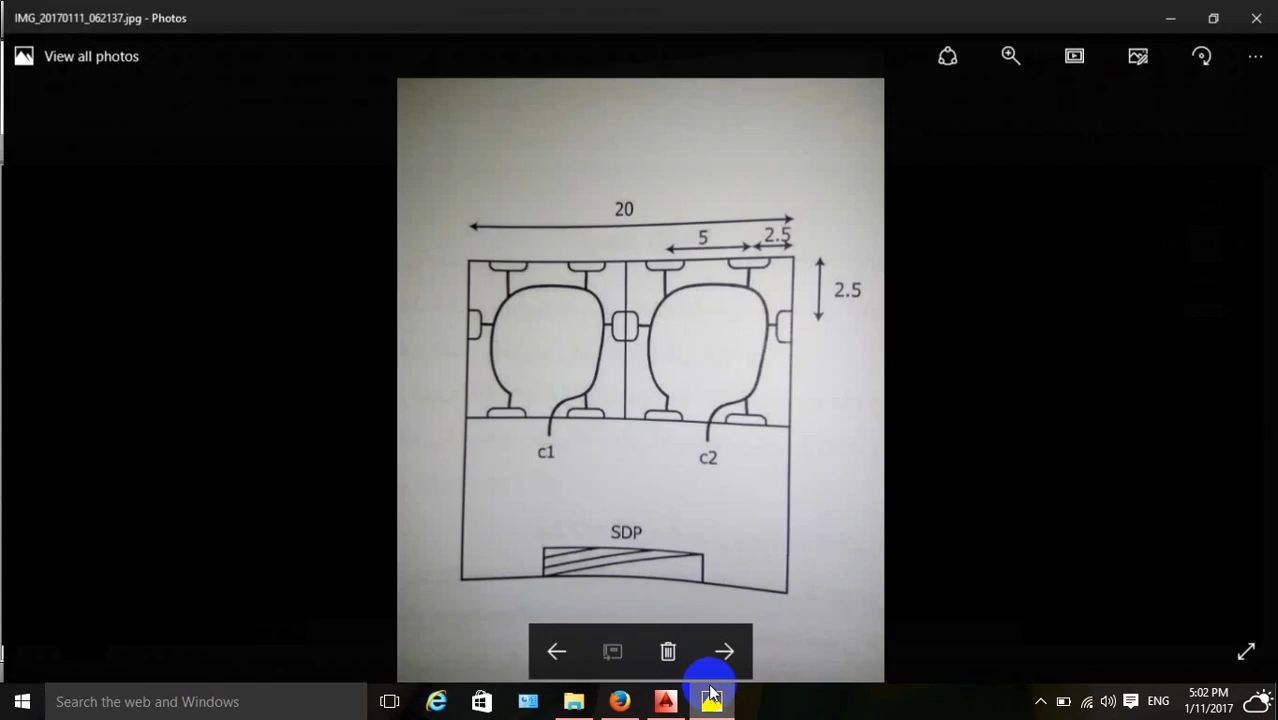 IMG_20170111_062137.jpg - Photos
View all photos
20
5
2.5
2.5
c1
c2
SDP
Search the web and Windows
ENG
5:02 PM
1/11/2017